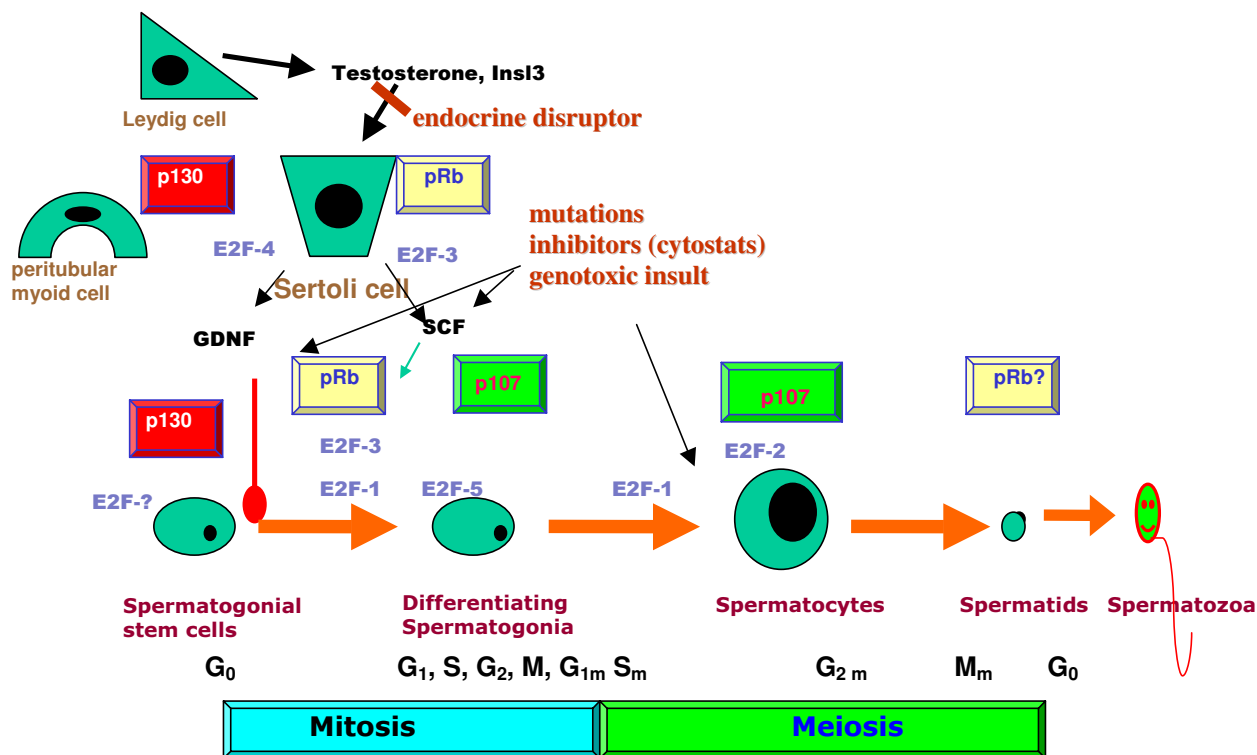 Testosterone, Insl3
Leydig cell
endocrine disruptor
p130
pRb
E2F-4
E2F-3
peritubular
myoid cell
Sertoli cell
mutations
inhibitors (cytostats)
genotoxic insult
GDNF
SCF
pRb
p107
p107
pRb?
p130
E2F-3
E2F-2
E2F-?
E2F-1
E2F-5
E2F-1
Spermatogonial
stem cells
Differentiating
Spermatogonia
Spermatocytes
Spermatids
Spermatozoa
G0
G1, S, G2, M, G1m Sm
G2 m
Mm
G0
Mitosis
Meiosis